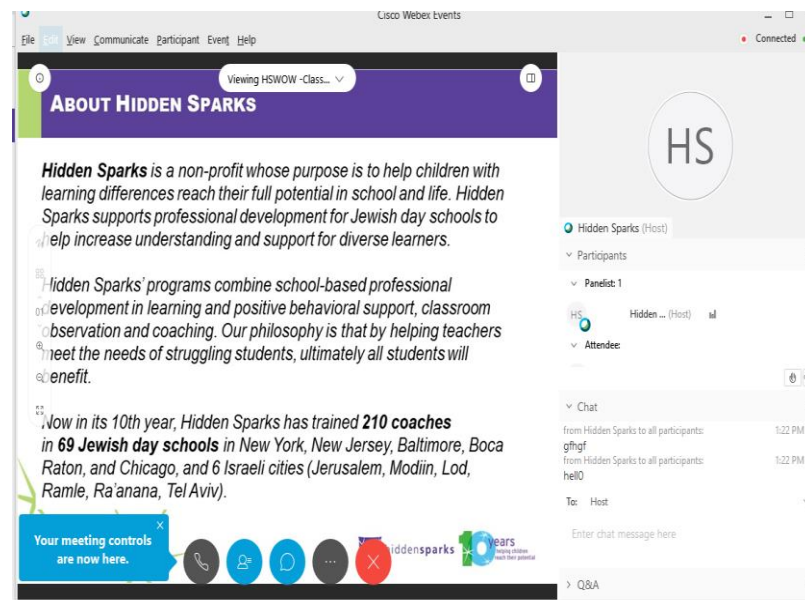 Cisco Webex Events
File Edit View Communicate Participant Event Help
Connected
Viewing HSWOW -Class...
ABOUT HIDDEN SPARKS
Hidden Sparks is a non-profit whose purpose is to help children with
learning differences reach their full potential in school and life. Hidden
Sparks supports professional development for Jewish day schools to
help increase understanding and support for diverse learners.
Hidden Sparks' programs combine school-based professional
development in learning and positive behavioral support, classroom
observation and coaching. Our philosophy is that by helping teachers
meet the needs of struggling students, ultimately all students will
benefit.
Now in its 10th year, Hidden Sparks has trained 210 coaches
in 69 Jewish day schools in New York, New Jersey, Baltimore, Boca
Raton, and Chicago, and 6 Israeli cities (Jerusalem, Modiin, Lod,
Ramle, Ra'anana, Tel Aviv).
Your meeting controls
are now here.
X
iddensparks
10 years
helping children
reach their potential
HS
Hidden Sparks (Host)
Participants
Panelist: 1
HS Hidden ... (Host)
Attendee:
Chat
from Hidden Sparks to all participants: 1:22 PM
gfhgf
from Hidden Sparks to all participants: 1:22 PM
hell0
To: Host
Enter chat message here
Q&A